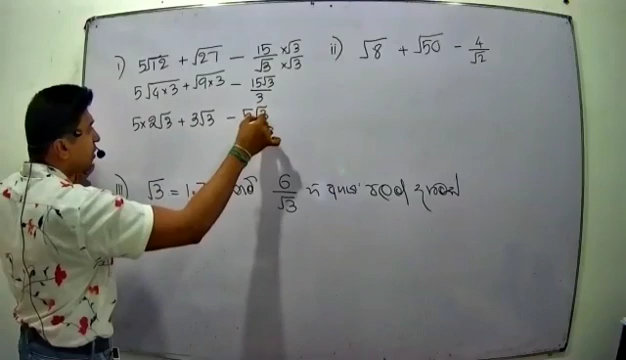 i) 5√12 + √27 − 15/√3 ×√3/×√3
5√4×3 + √9×3 − 15√3/3
5×2√3 + 3√3 − 5√3
ii) √8 + √50 − 4/√2
iii) √3 = 1.7 6/√3 හි අගය